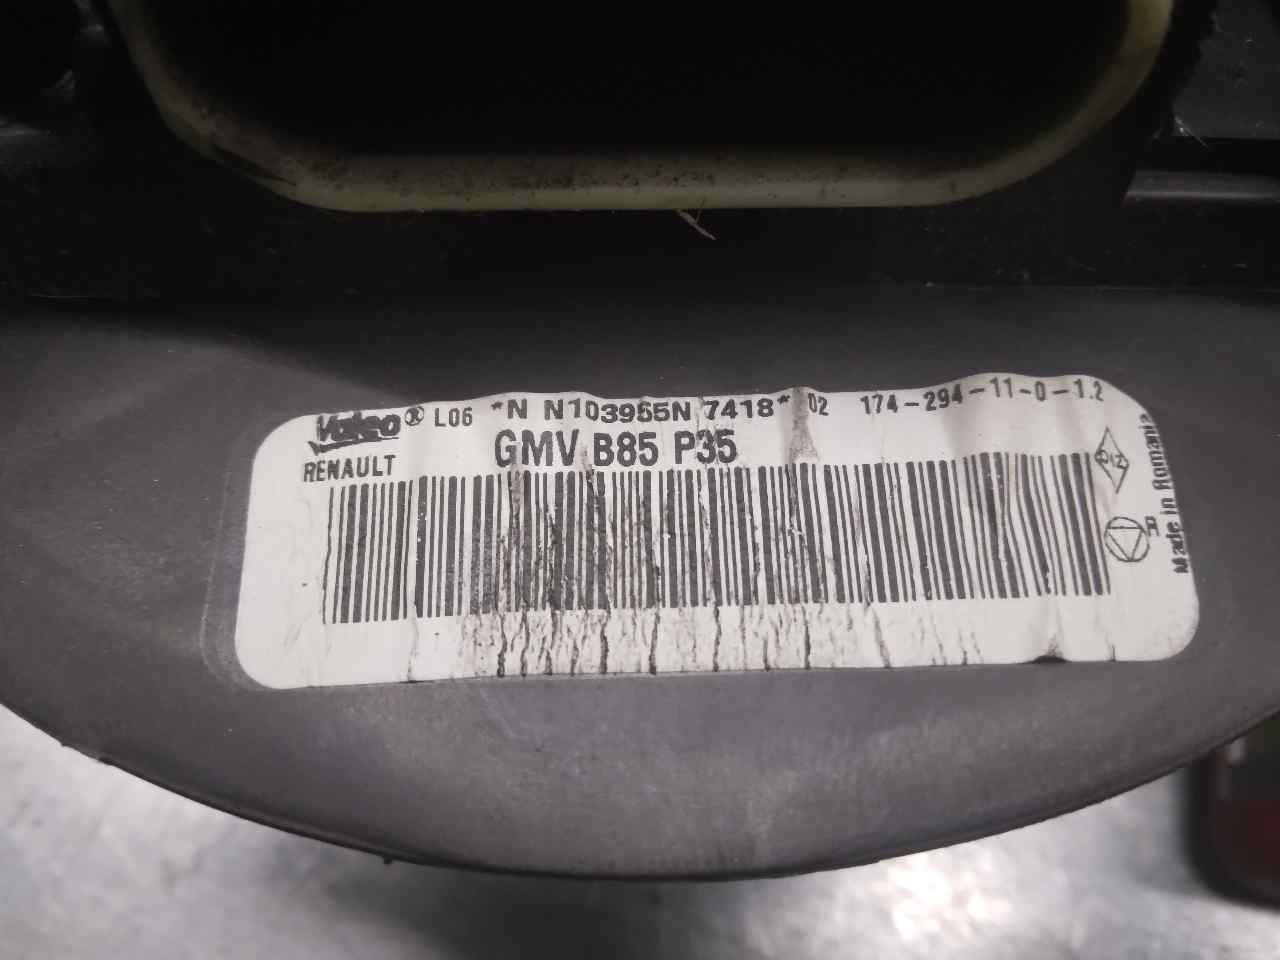 Valeo® L06 *N N103955N 7418* 02 174-294-11-0-1.2
RENAULT GMV B85 P35
Made in Romania